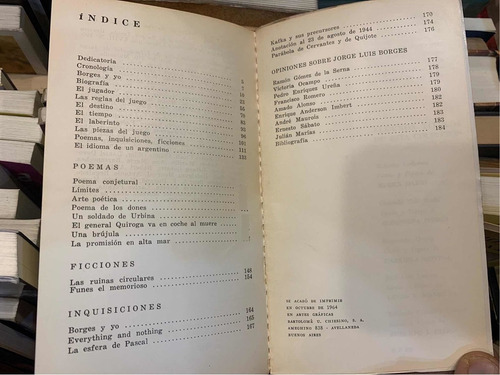 ÍNDICE
Dedicatoria
Cronología
Borges y yo
Biografía
El jugador
Las reglas del juego
El destino
El tiempo
El laberinto
Las piezas del juego
Poemas, inquisiciones, ficciones
El idioma de un argentino
POEMAS
Poema conjetural
Límites
Arte poética
Poema de los dones
Un soldado de Urbina
El general Quiroga va en coche al muere
Una brújula
La promisión en alta mar
FICCIONES
Las ruinas circulares 148
Funes el memorioso 154
INQUISICIONES
Borges y yo 164
Everything and nothing 165
La esfera de Pascal 167
Kafka y sus precursores 170
Anotación al 23 de agosto de 1944 174
Parábola de Cervantes y de Quijote 176
OPINIONES SOBRE JORGE LUIS BORGES
Ramón Gómez de la Serna 177
Victoria Ocampo 178
Pedro Enríquez Ureña 179
Francisco Romero 179
Amado Alonso 180
Enrique Anderson Imbert 182
André Maurois 182
Ernesto Sábato 183
Julián Marías 184
Bibliografía
SE ACABÓ DE IMPRIMIR
EN OCTUBRE DE 1964
EN ARTES GRÁFICAS
BARTOLOMÉ U. CHIESINO, S. A.
AMEGHINO 838 - AVELLANEDA
BUENOS AIRES